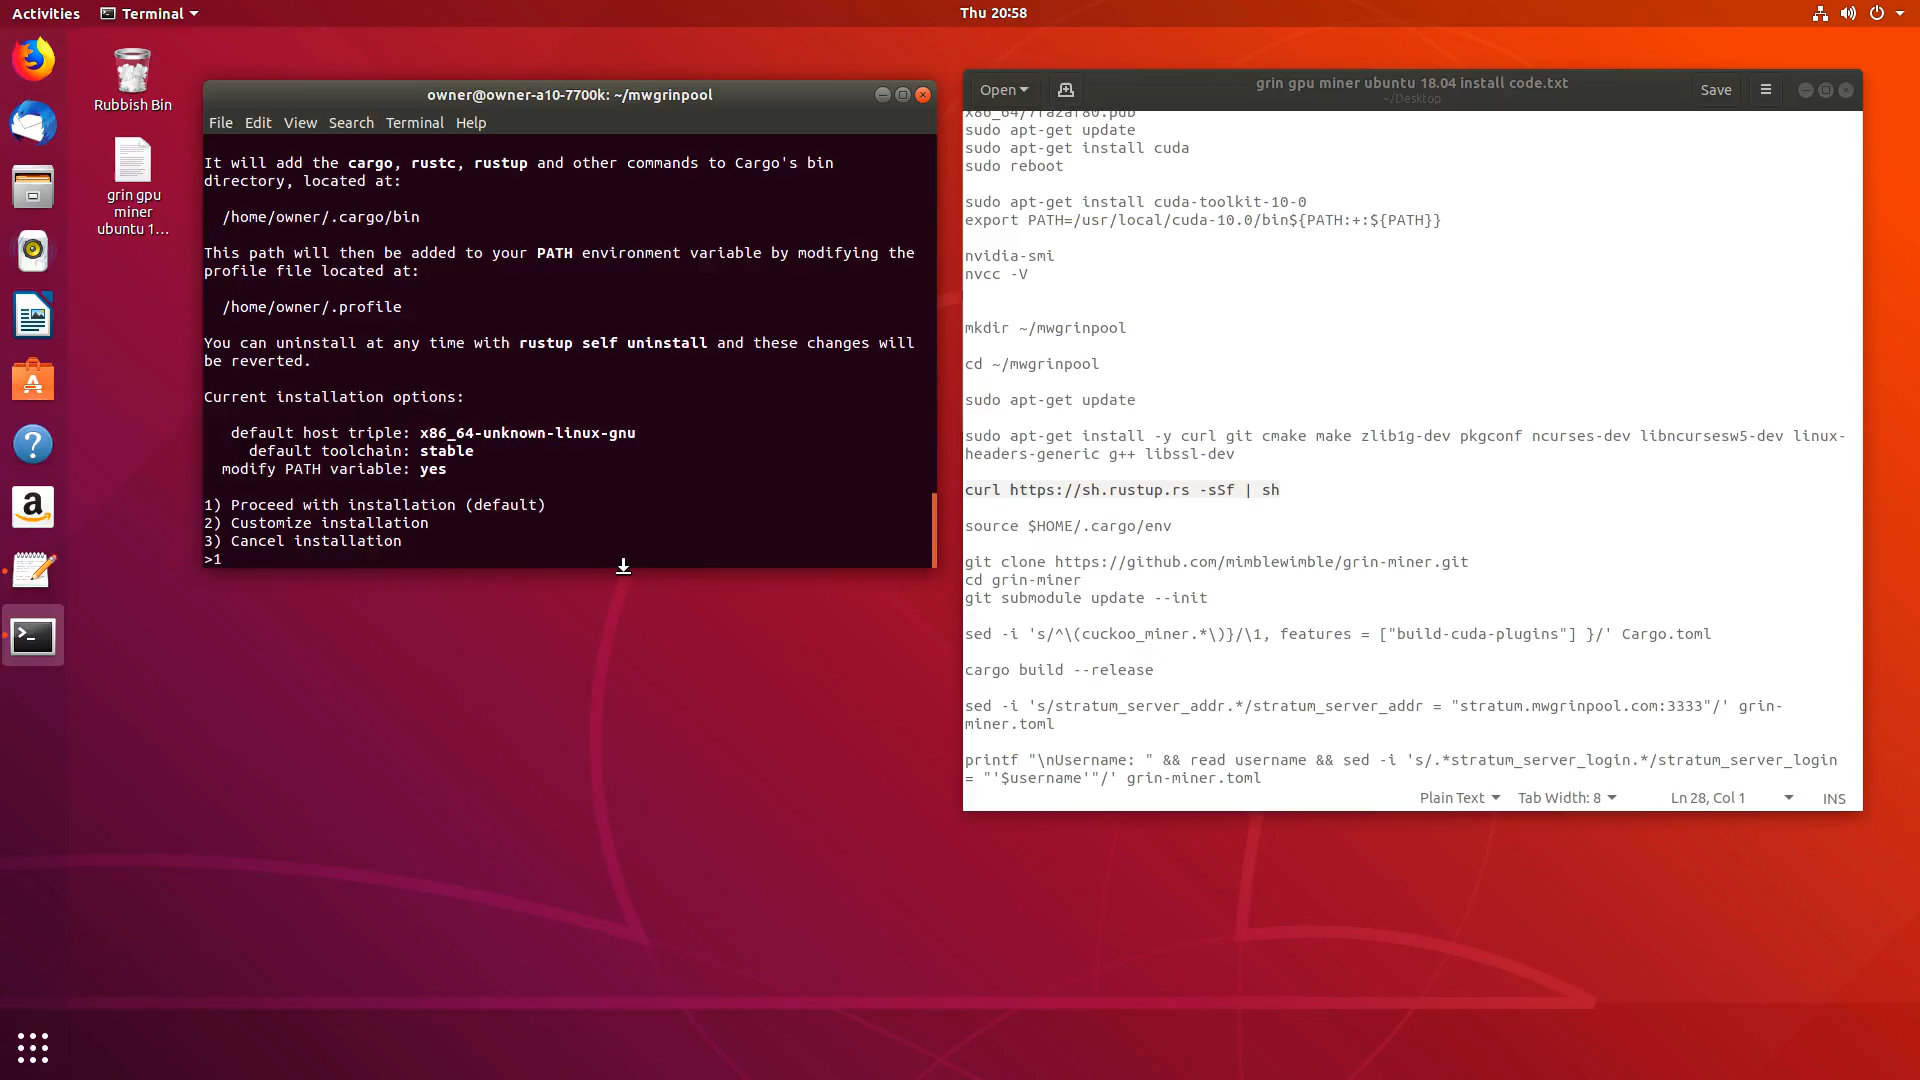 Activities
Terminal
Thu 20:58
Rubbish Bin
grin gpu
miner
ubuntu 1…
owner@owner-a10-7700k: ~/mwgrinpool
File Edit View Search Terminal Help
It will add the cargo, rustc, rustup and other commands to Cargo's bin
directory, located at:
/home/owner/.cargo/bin
This path will then be added to your PATH environment variable by modifying the
profile file located at:
/home/owner/.profile
You can uninstall at any time with rustup self uninstall and these changes will
be reverted.
Current installation options:
default host triple: x86_64-unknown-linux-gnu
default toolchain: stable
modify PATH variable: yes
1) Proceed with installation (default)
2) Customize installation
3) Cancel installation
>1
Open
grin gpu miner ubuntu 18.04 install code.txt
~/Desktop
Save
x86_64/7fa2af80.pub
sudo apt-get update
sudo apt-get install cuda
sudo reboot
sudo apt-get install cuda-toolkit-10-0
export PATH=/usr/local/cuda-10.0/bin${PATH:+:${PATH}}
nvidia-smi
nvcc -V
mkdir ~/mwgrinpool
cd ~/mwgrinpool
sudo apt-get update
sudo apt-get install -y curl git cmake make zlib1g-dev pkgconf ncurses-dev libncursesw5-dev linux-
headers-generic g++ libssl-dev
curl https://sh.rustup.rs -sSf | sh
source $HOME/.cargo/env
git clone https://github.com/mimblewimble/grin-miner.git
cd grin-miner
git submodule update --init
sed -i 's/^\(cuckoo_miner.*\)}/\1, features = ["build-cuda-plugins"] }/' Cargo.toml
cargo build --release
sed -i 's/stratum_server_addr.*/stratum_server_addr = "stratum.mwgrinpool.com:3333"/' grin-
miner.toml
printf "\nUsername: " && read username && sed -i 's/.*stratum_server_login.*/stratum_server_login
= "'$username'"/' grin-miner.toml
Plain Text
Tab Width: 8
Ln 28, Col 1
INS